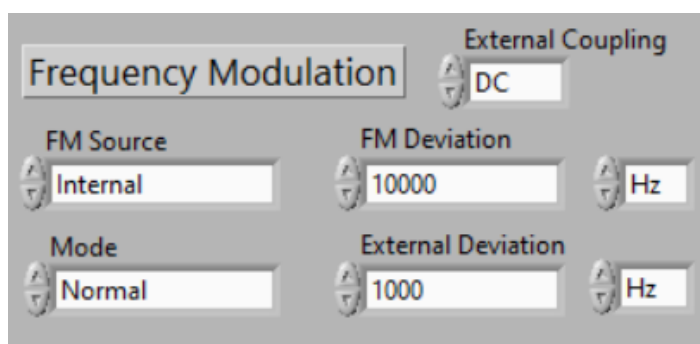 External Coupling
Frequency Modulation
DC
FM Source
FM Deviation
Internal
10000
Hz
Mode
External Deviation
Normal
1000
Hz